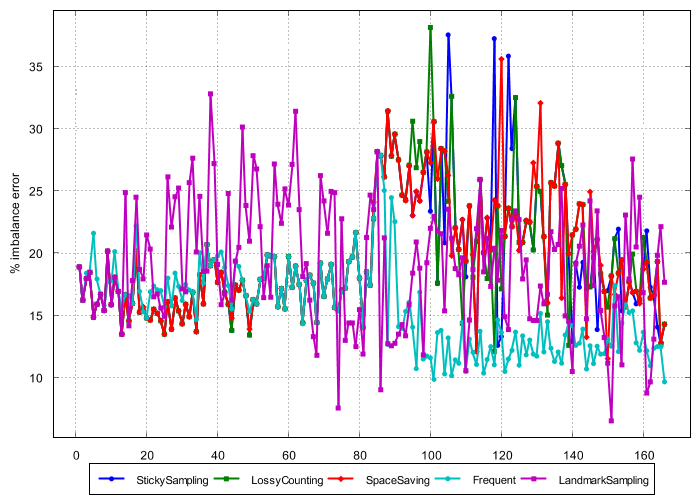 35
30
25
20
15
10
% imbalance error
0 20 40 60 80 100 120 140 160
StickySampling LossyCounting SpaceSaving Frequent LandmarkSampling